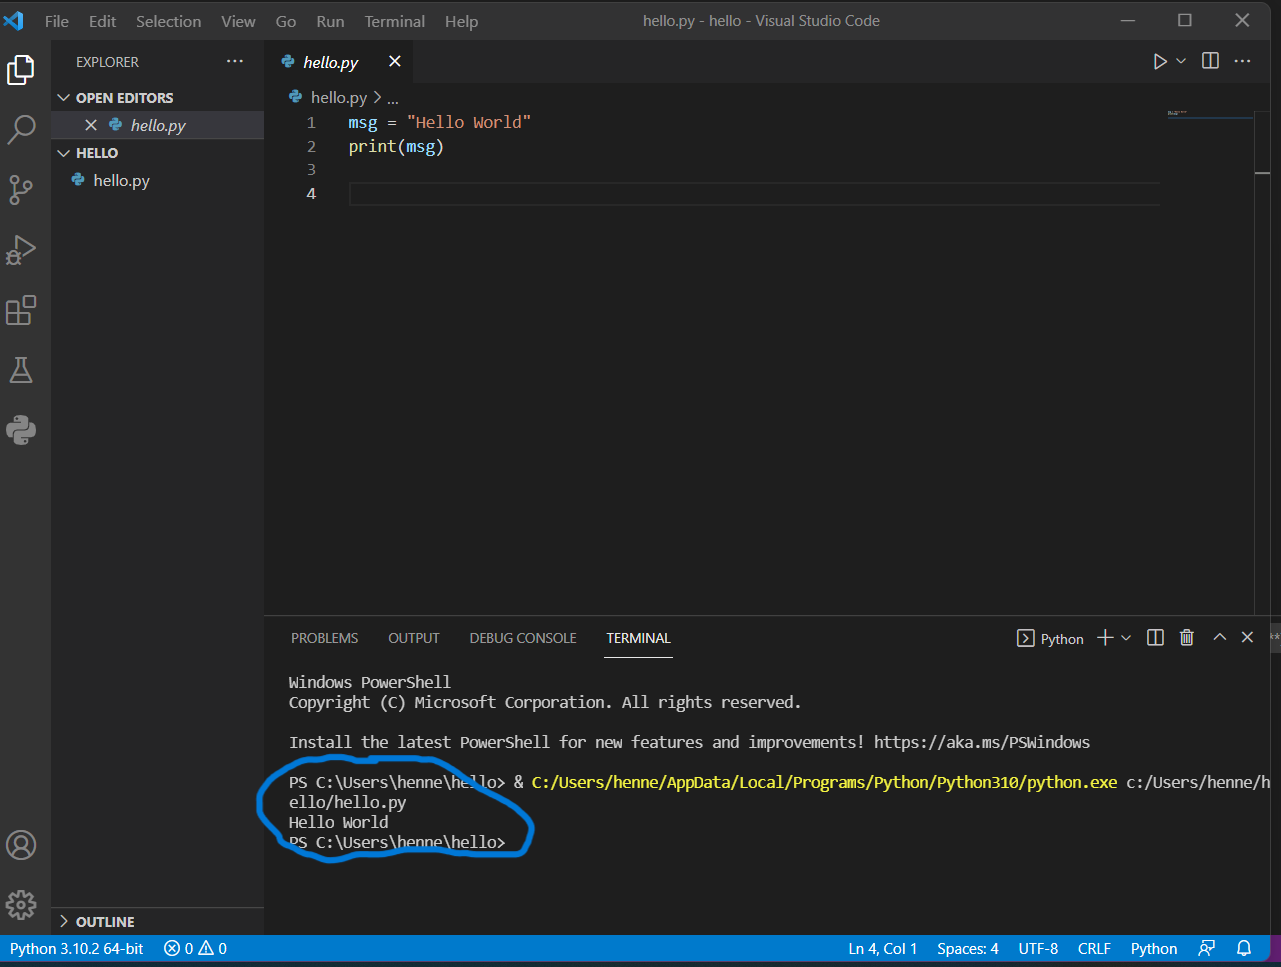 File Edit Selection View Go Run Terminal Help
hello.py - hello - Visual Studio Code
EXPLORER
OPEN EDITORS
hello.py
HELLO
hello.py
hello.py
hello.py > ...
1 msg = "Hello World"
2 print(msg)
3
4
PROBLEMS OUTPUT DEBUG CONSOLE TERMINAL
Python
Windows PowerShell
Copyright (C) Microsoft Corporation. All rights reserved.
Install the latest PowerShell for new features and improvements! https://aka.ms/PSWindows
PS C:\Users\henne\hello> & C:/Users/henne/AppData/Local/Programs/Python/Python310/python.exe c:/Users/henne/h
ello/hello.py
Hello World
PS C:\Users\henne\hello>
OUTLINE
Python 3.10.2 64-bit 0 0 Ln 4, Col 1 Spaces: 4 UTF-8 CRLF Python